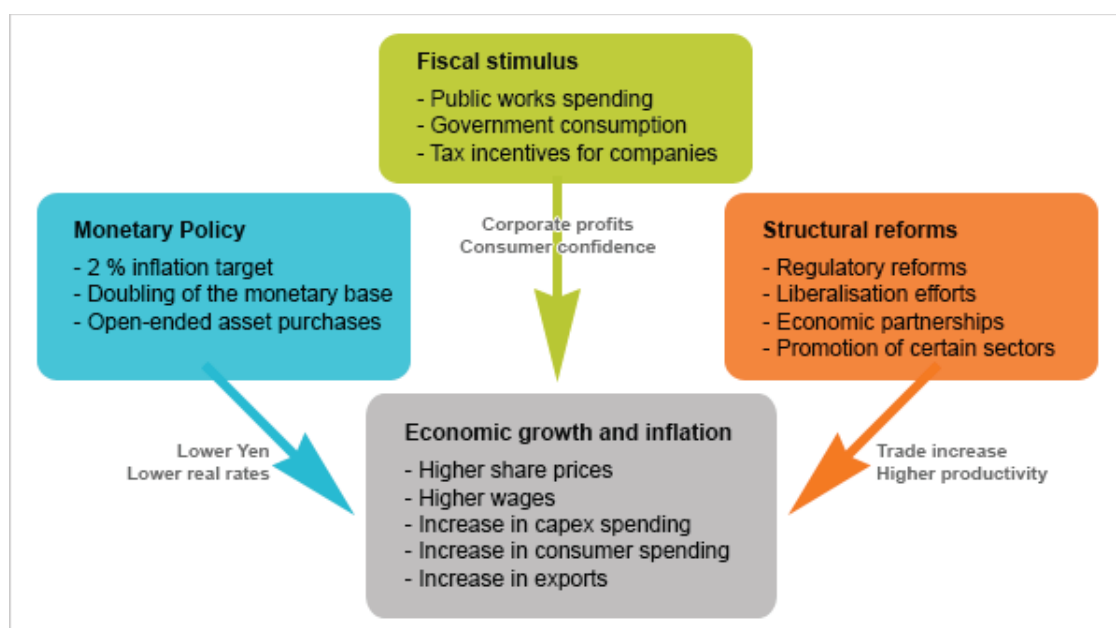 Fiscal stimulus
- Public works spending
- Government consumption
- Tax incentives for companies
Corporate profits
Consumer confidence
Monetary Policy
- 2 % inflation target
- Doubling of the monetary base
- Open-ended asset purchases
Structural reforms
- Regulatory reforms
- Liberalisation efforts
- Economic partnerships
- Promotion of certain sectors
Lower Yen
Lower real rates
Trade increase
Higher productivity
Economic growth and inflation
- Higher share prices
- Higher wages
- Increase in capex spending
- Increase in consumer spending
- Increase in exports